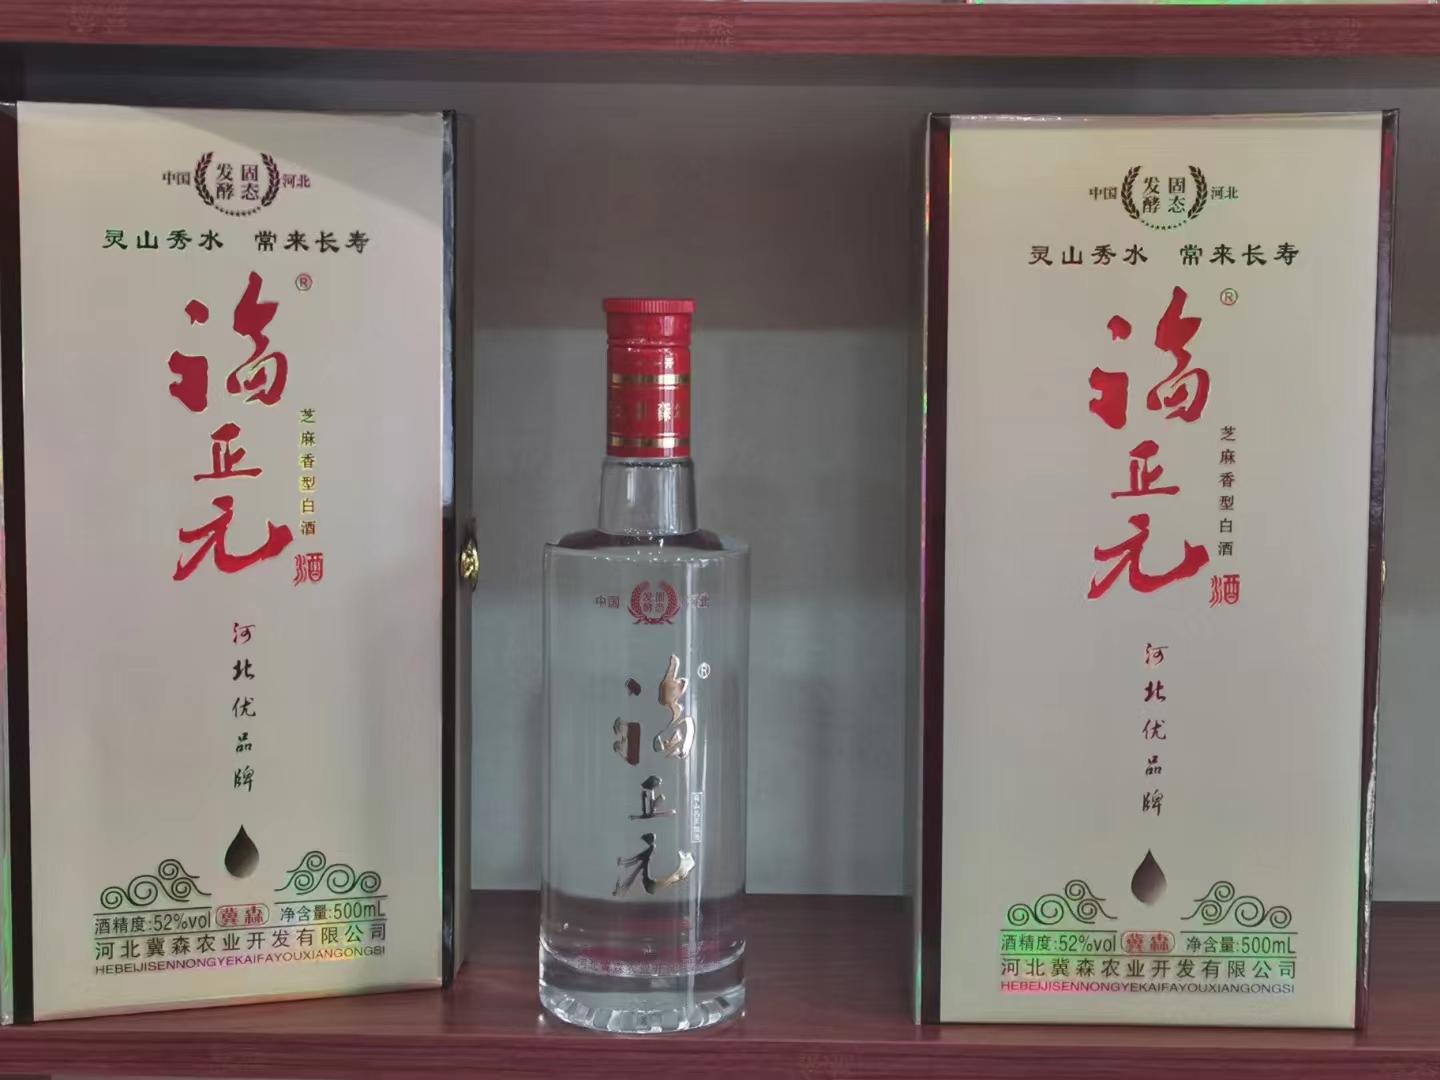 中国 固态发酵 河北
灵山秀水 常来长寿
福正元®
芝麻香型白酒
酒
河北优品牌
酒精度:52%vol 冀森 净含量:500mL
河北冀森农业开发有限公司
HEBEIJISENNONGYEKAIFAYOUXIANGONGSI
中国 固态发酵 河北
福正元®
中国 固态发酵 河北
灵山秀水 常来长寿
福正元®
芝麻香型白酒
酒
河北优品牌
酒精度:52%vol 冀森 净含量:500mL
河北冀森农业开发有限公司
HEBEIJISENNONGYEKAIFAYOUXIANGONGSI